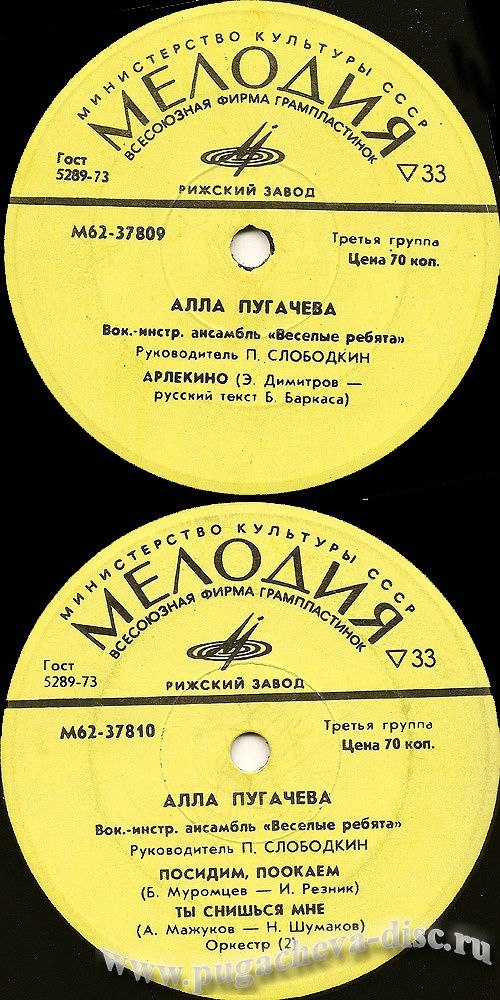 МИНИСТЕРСТВО КУЛЬТУРЫ СССР
МЕЛОДИЯ
ВСЕСОЮЗНАЯ ФИРМА ГРАМПЛАСТИНОК
Гост
5289-73
▽33
РИЖСКИЙ ЗАВОД
М62-37809
Третья группа
Цена 70 коп.
АЛЛА ПУГАЧЕВА
Вок.-инстр. ансамбль «Веселые ребята»
Руководитель П. СЛОБОДКИН
АРЛЕКИНО (Э. Димитров —
русский текст Б. Баркаса)
МИНИСТЕРСТВО КУЛЬТУРЫ СССР
МЕЛОДИЯ
ВСЕСОЮЗНАЯ ФИРМА ГРАМПЛАСТИНОК
Гост
5289-73
▽33
РИЖСКИЙ ЗАВОД
М62-37810
Третья группа
Цена 70 коп.
АЛЛА ПУГАЧЕВА
Вок.-инстр. ансамбль «Веселые ребята»
Руководитель П. СЛОБОДКИН
ПОСИДИМ, ПООКАЕМ
(Б. Муромцев — И. Резник)
ТЫ СНИШЬСЯ МНЕ
(А. Мажуков — Н. Шумаков)
Оркестр (2)
www.pugacheva-disc.ru